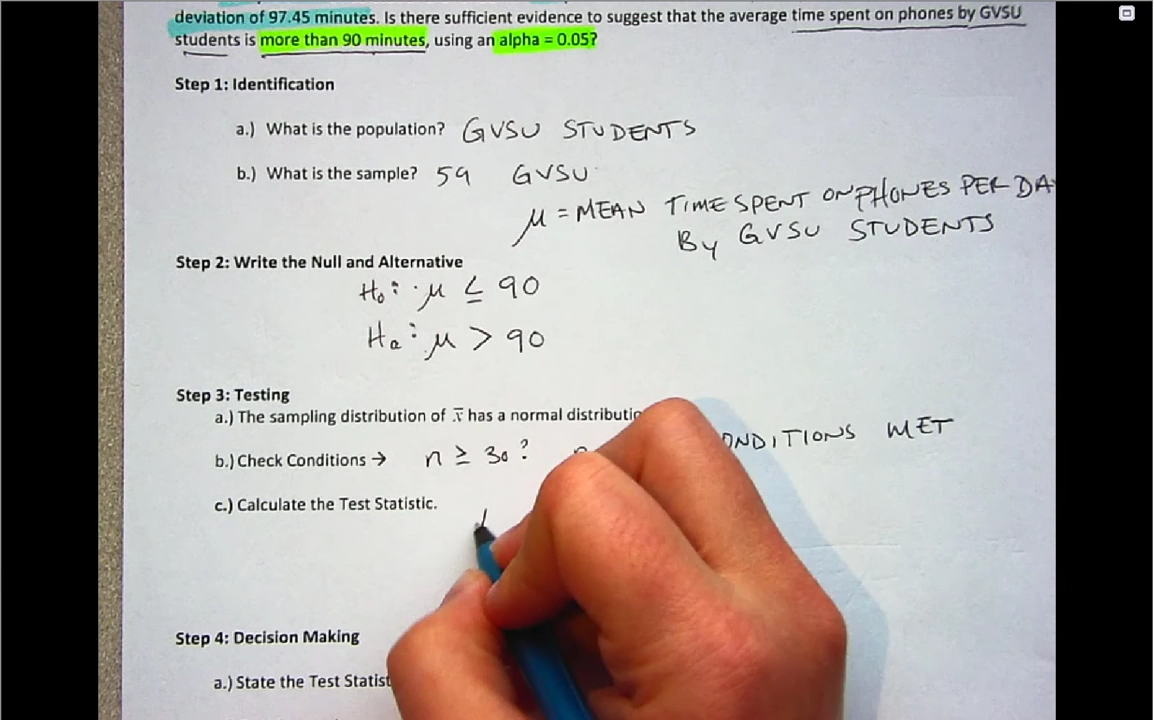 deviation of 97.45 minutes. Is there sufficient evidence to suggest that the average time spent on phones by GVSU
students is more than 90 minutes, using an alpha = 0.05?
Step 1: Identification
a.) What is the population? GVSU STUDENTS
b.) What is the sample? 59 GVSU
μ = MEAN TIME SPENT ON PHONES PER DA
By GVSU STUDENTS
Step 2: Write the Null and Alternative
H₀: μ ≤ 90
Hₐ: μ > 90
Step 3: Testing
a.) The sampling distribution of x̅ has a normal distributio
ONDITIONS MET
b.) Check Conditions → n ≥ 30?
c.) Calculate the Test Statistic.
Step 4: Decision Making
a.) State the Test Statist